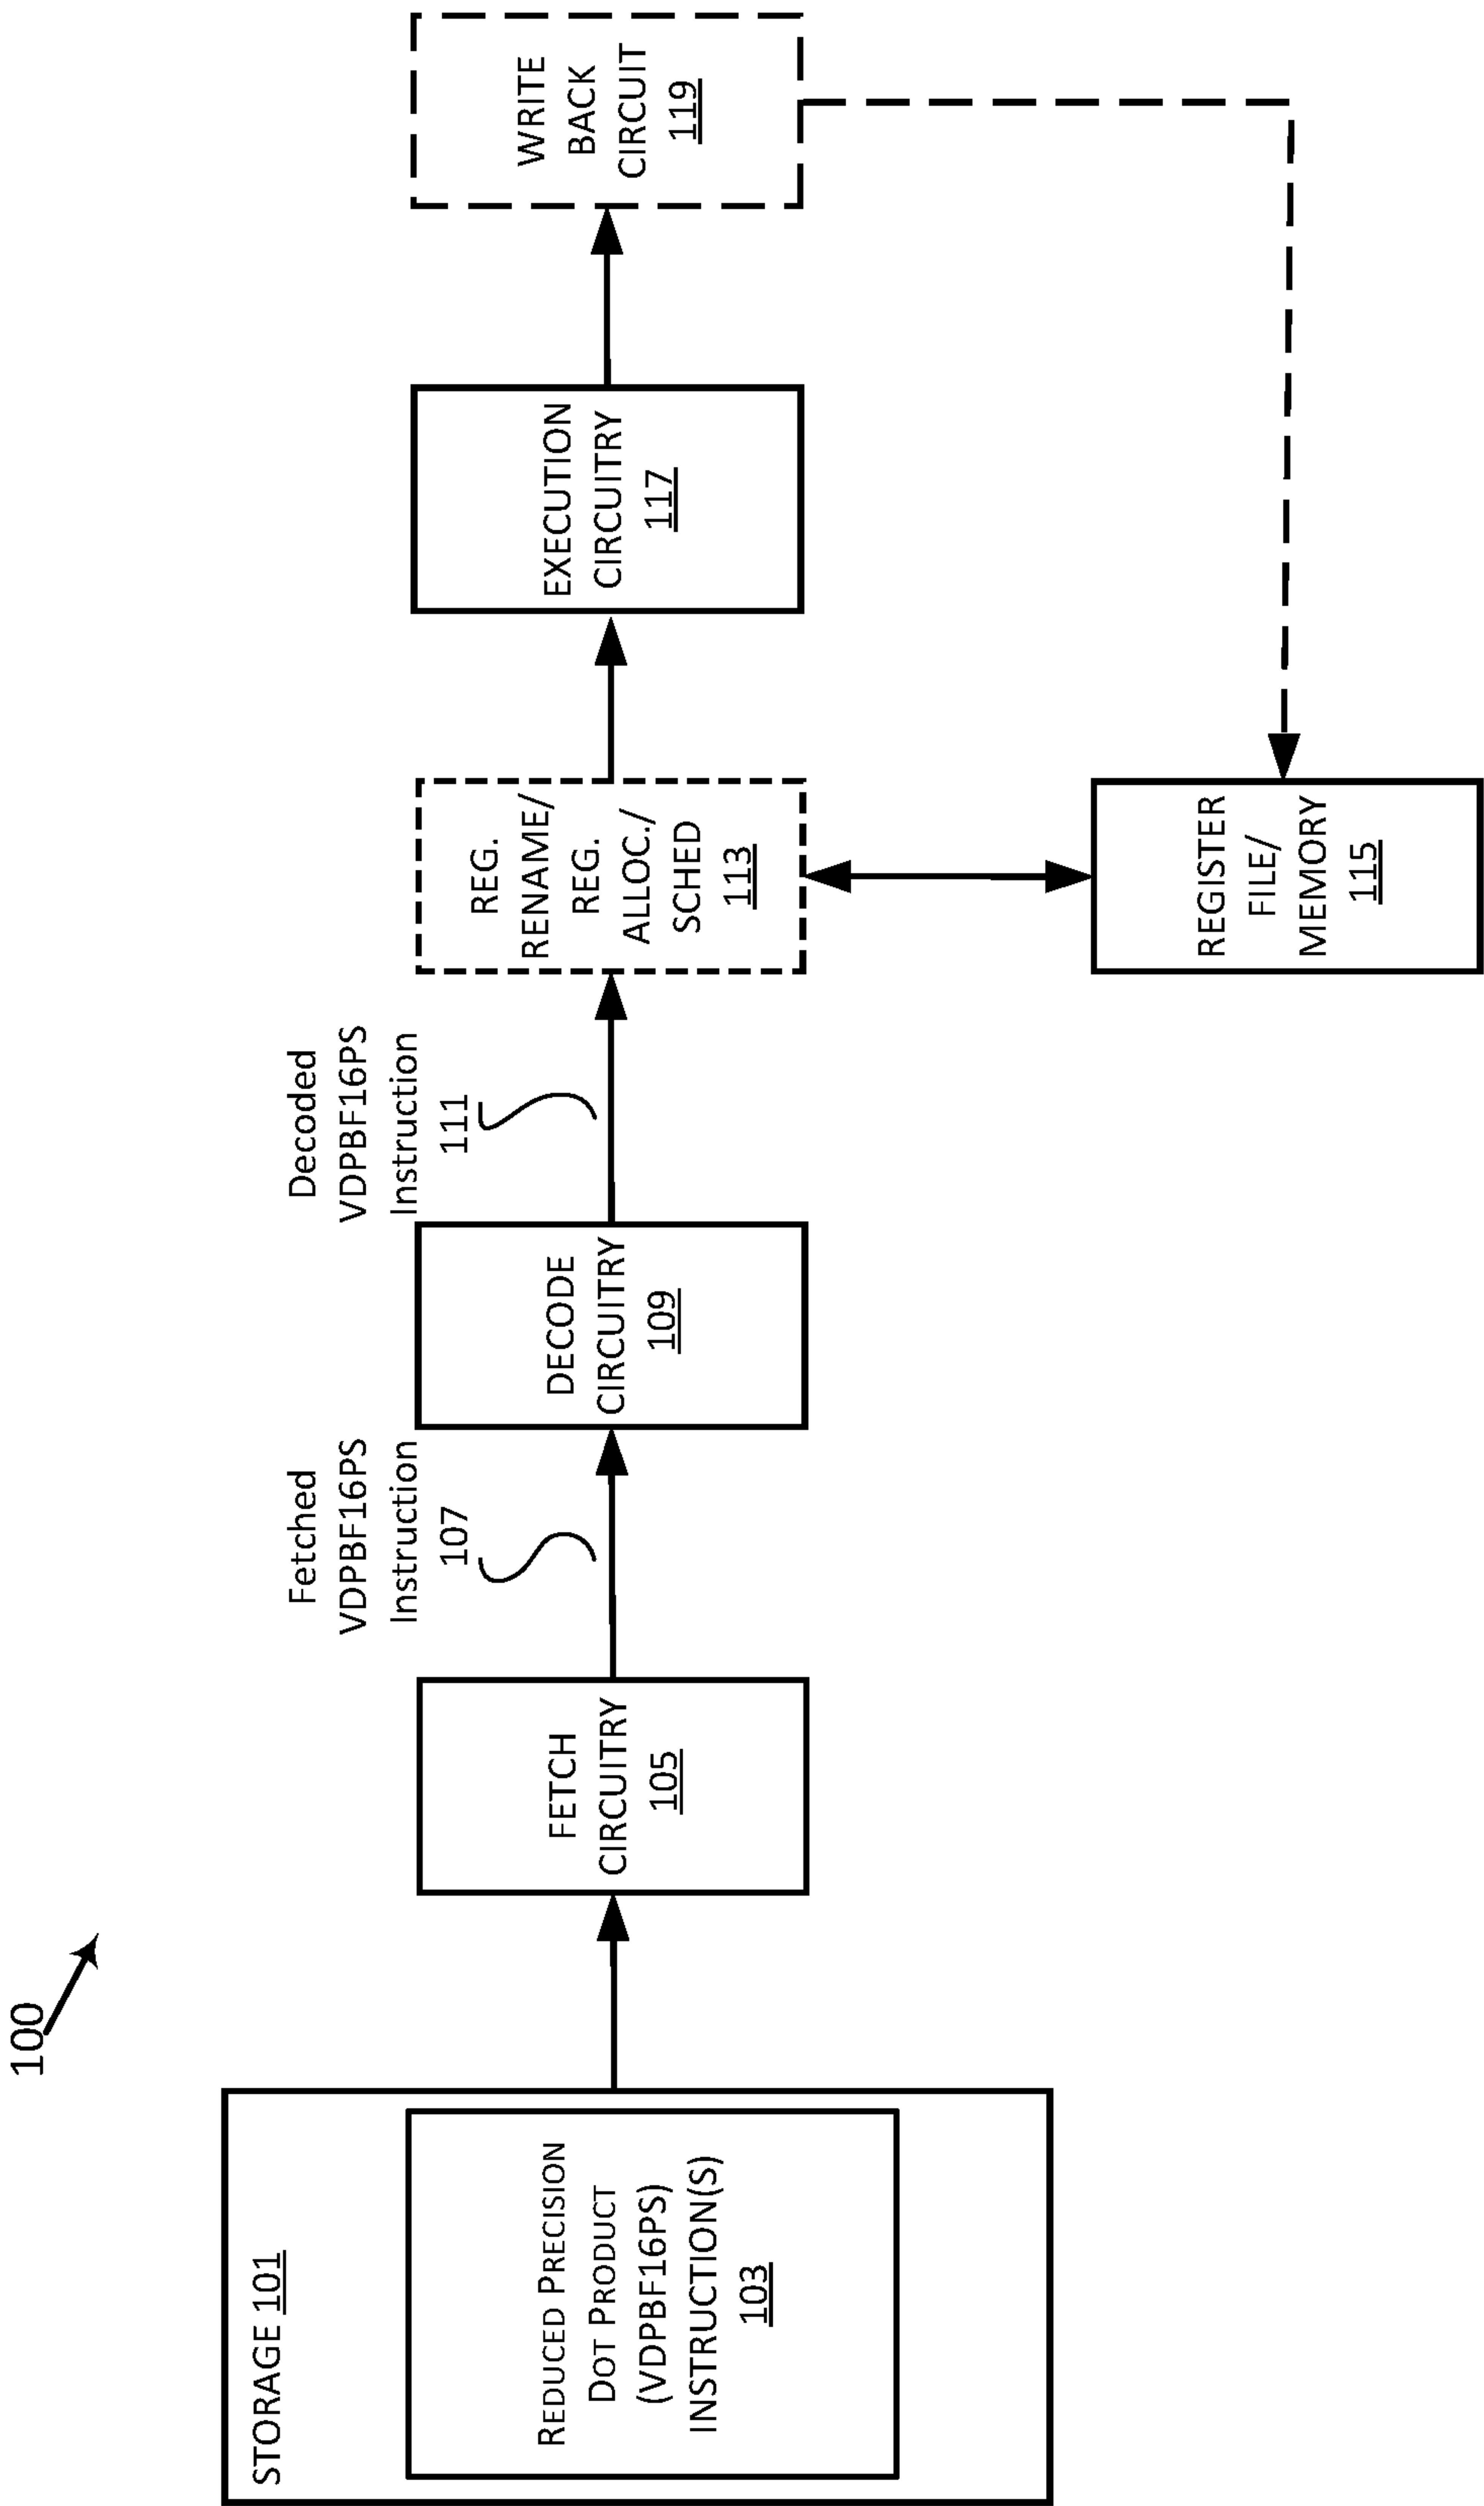 100
STORAGE 101
REDUCED PRECISION
DOT PRODUCT
(VDPBF16PS)
INSTRUCTION(S)
103
FETCH
CIRCUITRY
105
Fetched
VDPBF16PS
Instruction
107
DECODE
CIRCUITRY
109
Decoded
VDPBF16PS
Instruction
111
REG.
RENAME/
REG.
ALLOC./
SCHED
113
REGISTER
FILE/
MEMORY
115
EXECUTION
CIRCUITRY
117
WRITE
BACK
CIRCUIT
119